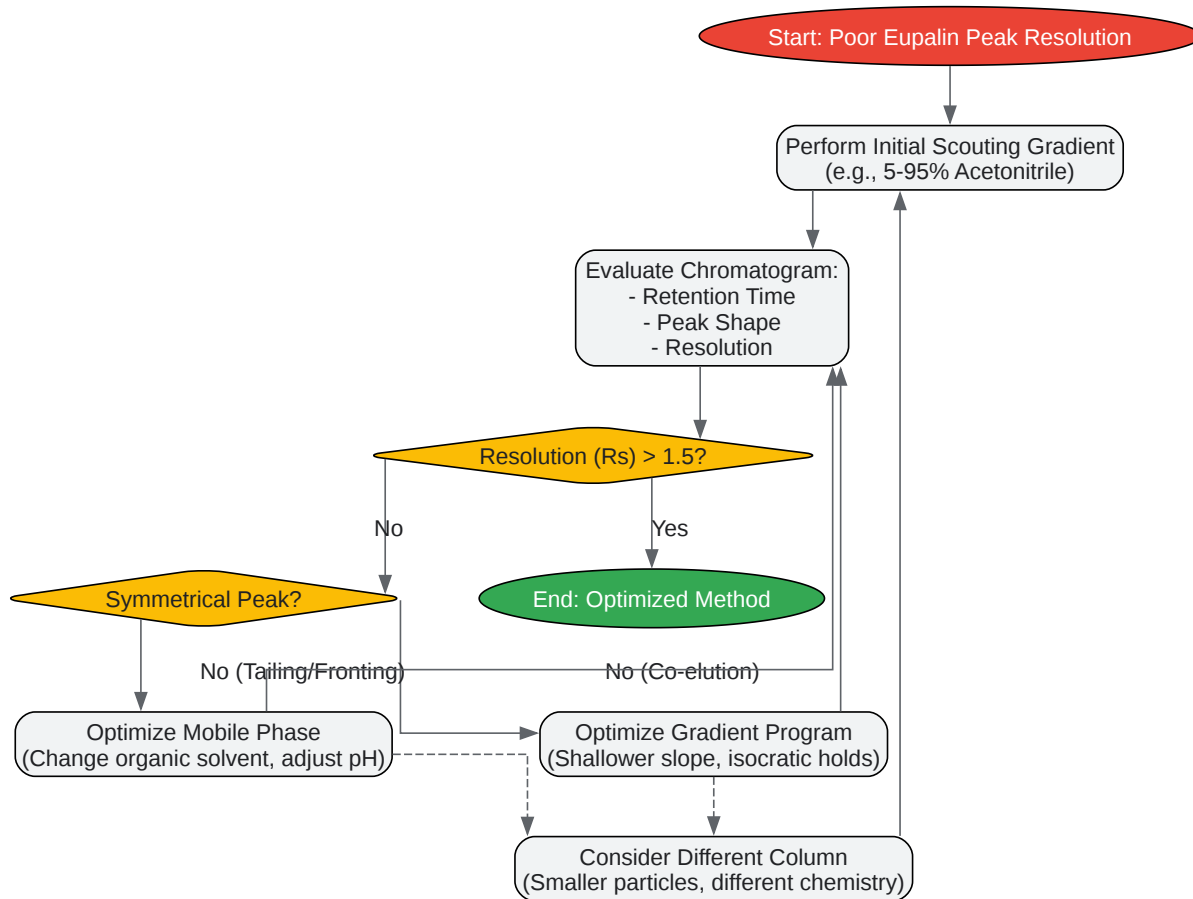 Start: Poor Eupalin Peak Resolution
Perform Initial Scouting Gradient
(e.g., 5-95% Acetonitrile)
Evaluate Chromatogram:
- Retention Time
- Peak Shape
- Resolution
Resolution (Rs) > 1.5?
No
Yes
Symmetrical Peak?
End: Optimized Method
No (Tailing/Fronting)
No (Co-elution)
Optimize Mobile Phase
(Change organic solvent, adjust pH)
Optimize Gradient Program
(Shallower slope, isocratic holds)
Consider Different Column
(Smaller particles, different chemistry)